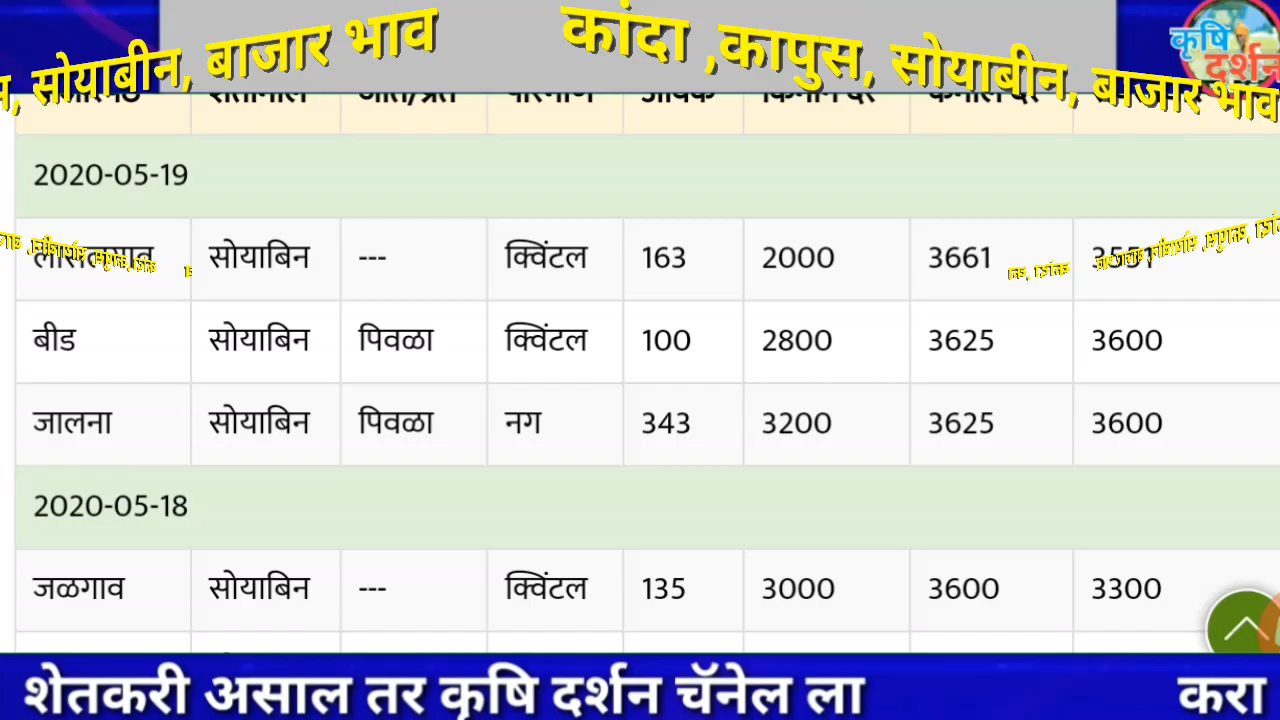 स, सोयाबीन, बाजार भाव कांदा ,कापुस, सोयाबीन, बाजार भाव
कृषि
दर्शन
2020-05-19
सोयाबिन --- क्विंटल 163 2000 3661 3551
बीड सोयाबिन पिवळा क्विंटल 100 2800 3625 3600
जालना सोयाबिन पिवळा नग 343 3200 3625 3600
2020-05-18
जळगाव सोयाबिन --- क्विंटल 135 3000 3600 3300
शेतकरी असाल तर कृषि दर्शन चॅनेल ला करा